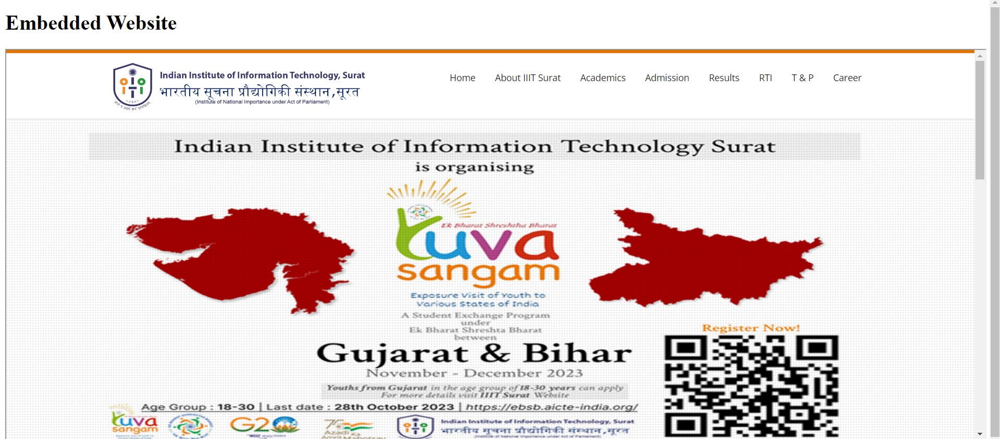 Embedded Website
Indian Institute of Information Technology, Surat
भारतीय सूचना प्रौद्योगिकी संस्थान,सूरत
(Institute of National Importance under Act of Parliament)
Home About IIIT Surat Academics Admission Results RTI T & P Career
Indian Institute of Information Technology Surat
is organising
Ek Bharat Shreshtha Bharat
Yuva
sangam
Exposure Visit of Youth to
Various States of India
A Student Exchange Program
under
Ek Bharat Shreshta Bharat
between
Gujarat & Bihar
November - December 2023
Youths from Gujarat in the age group of 18-30 years can apply
For more details visit IIIT Surat Website
Register Now!
Age Group : 18-30 | Last date : 28th October 2023 | https://ebsb.aicte-india.org/
Yuva
sangam
G20
Azadi Ka
Amrit Mahotsav
Indian Institute of Information Technology, Surat
भारतीय सूचना प्रौद्योगिकी संस्थान,सूरत